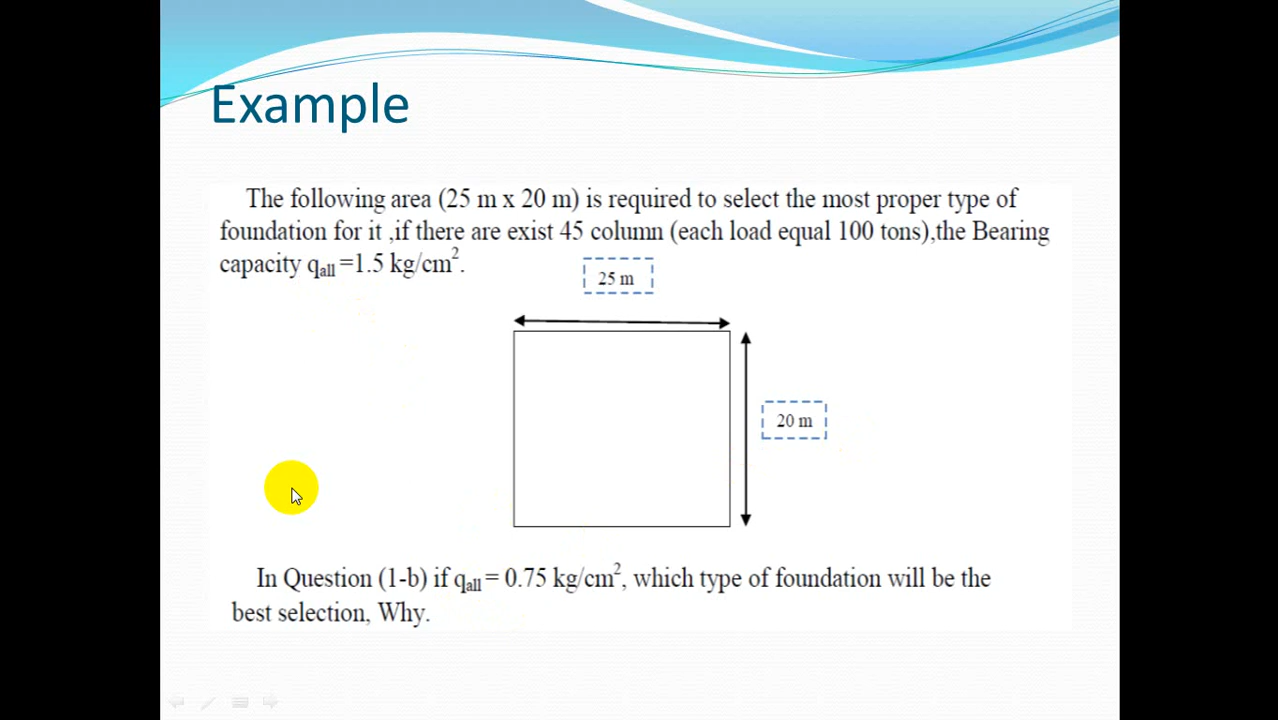 Example
The following area (25 m x 20 m) is required to select the most proper type of
foundation for it ,if there are exist 45 column (each load equal 100 tons),the Bearing
capacity qall =1.5 kg/cm².
25 m
20 m
In Question (1-b) if qall = 0.75 kg/cm², which type of foundation will be the
best selection, Why.